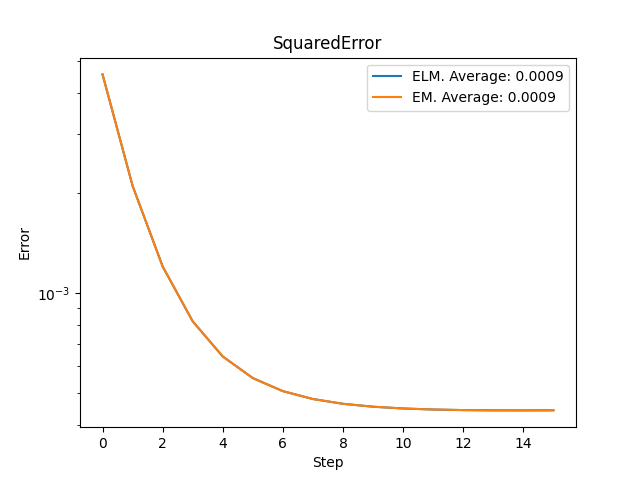 SquaredError
ELM. Average: 0.0009
EM. Average: 0.0009
Error
10⁻³
0 2 4 6 8 10 12 14
Step